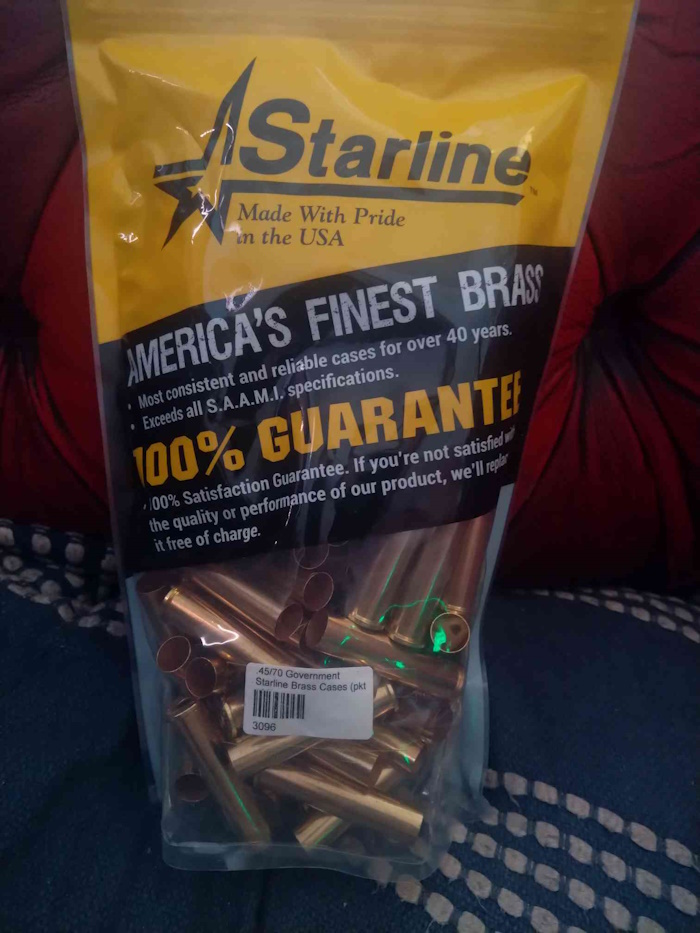 Starline
Made With Pride
in the USA
AMERICA'S FINEST BRASS
• Most consistent and reliable cases for over 40 years.
• Exceeds all S.A.A.M.I. specifications.
100% GUARANTEE
100% Satisfaction Guarantee. If you're not satisfied with
the quality or performance of our product, we'll replac
it free of charge.
.45/70 Government
Starline Brass Cases (pkt
3096